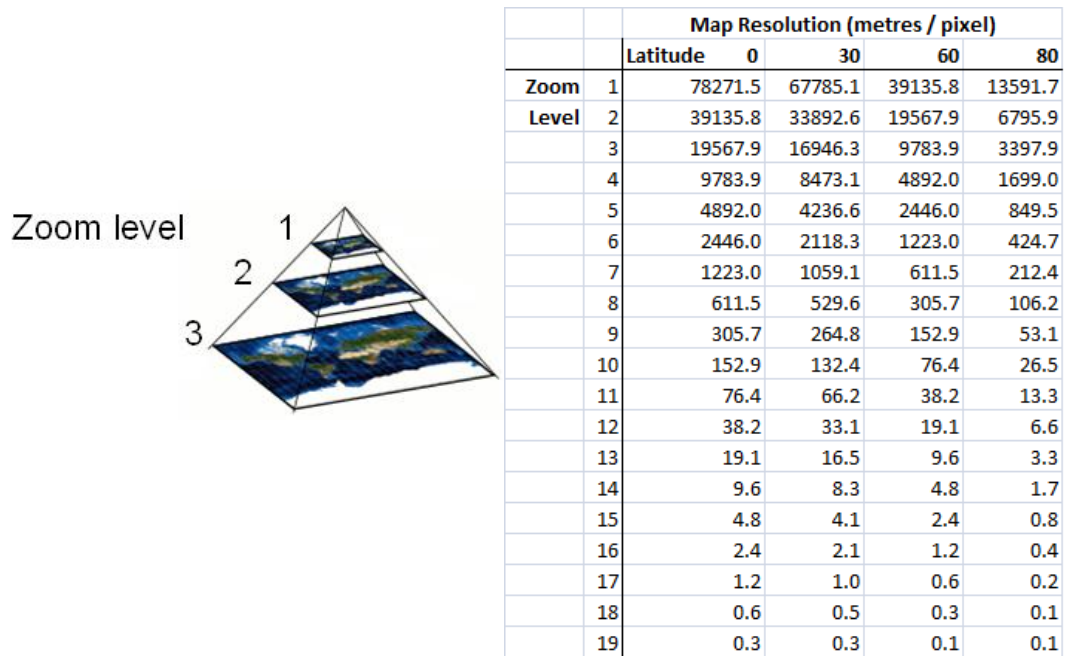 Zoom level
1
2
3
Map Resolution (metres / pixel)
Latitude 0 30 60 80
Zoom 1 78271.5 67785.1 39135.8 13591.7
Level 2 39135.8 33892.6 19567.9 6795.9
3 19567.9 16946.3 9783.9 3397.9
4 9783.9 8473.1 4892.0 1699.0
5 4892.0 4236.6 2446.0 849.5
6 2446.0 2118.3 1223.0 424.7
7 1223.0 1059.1 611.5 212.4
8 611.5 529.6 305.7 106.2
9 305.7 264.8 152.9 53.1
10 152.9 132.4 76.4 26.5
11 76.4 66.2 38.2 13.3
12 38.2 33.1 19.1 6.6
13 19.1 16.5 9.6 3.3
14 9.6 8.3 4.8 1.7
15 4.8 4.1 2.4 0.8
16 2.4 2.1 1.2 0.4
17 1.2 1.0 0.6 0.2
18 0.6 0.5 0.3 0.1
19 0.3 0.3 0.1 0.1